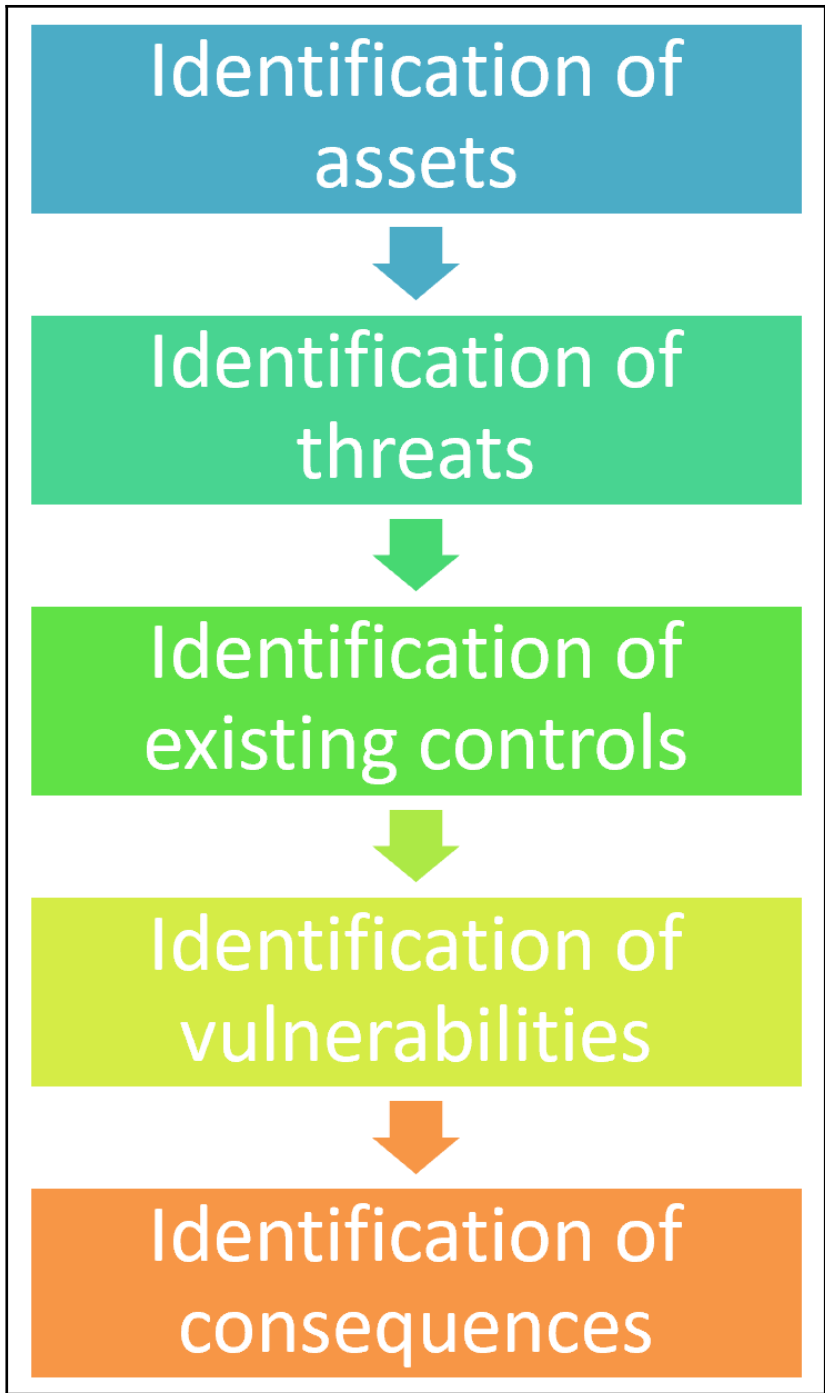 Identification of
assets
Identification of
threats
Identification of
existing controls
Identification of
vulnerabilities
Identification of
consequences